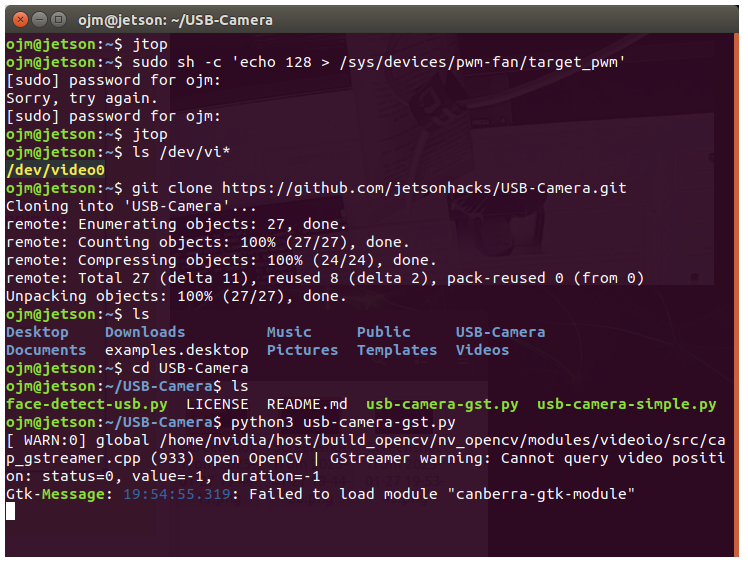 ojm@jetson: ~/USB-Camera
ojm@jetson:~$ jtop
ojm@jetson:~$ sudo sh -c 'echo 128 > /sys/devices/pwm-fan/target_pwm'
[sudo] password for ojm:
Sorry, try again.
[sudo] password for ojm:
ojm@jetson:~$ jtop
ojm@jetson:~$ ls /dev/vi*
/dev/video0
ojm@jetson:~$ git clone https://github.com/jetsonhacks/USB-Camera.git
Cloning into 'USB-Camera'...
remote: Enumerating objects: 27, done.
remote: Counting objects: 100% (27/27), done.
remote: Compressing objects: 100% (24/24), done.
remote: Total 27 (delta 11), reused 8 (delta 2), pack-reused 0 (from 0)
Unpacking objects: 100% (27/27), done.
ojm@jetson:~$ ls
Desktop    Downloads         Music     Public     USB-Camera
Documents  examples.desktop  Pictures  Templates  Videos
ojm@jetson:~$ cd USB-Camera
ojm@jetson:~/USB-Camera$ ls
face-detect-usb.py  LICENSE  README.md  usb-camera-gst.py  usb-camera-simple.py
ojm@jetson:~/USB-Camera$ python3 usb-camera-gst.py
[ WARN:0] global /home/nvidia/host/build_opencv/nv_opencv/modules/videoio/src/ca
p_gstreamer.cpp (933) open OpenCV | GStreamer warning: Cannot query video positi
on: status=0, value=-1, duration=-1
Gtk-Message: 19:54:55.319: Failed to load module "canberra-gtk-module"